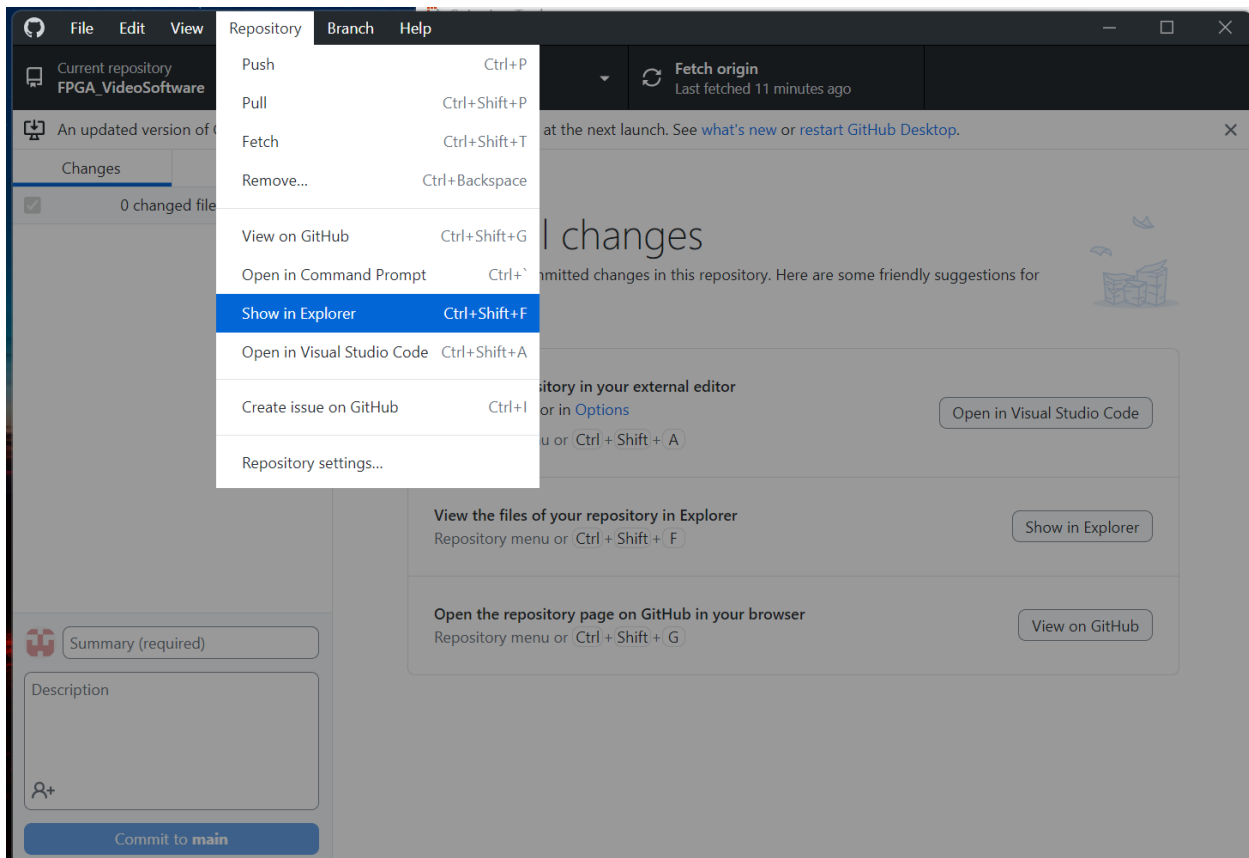 File Edit View Repository Branch Help
Current repository
FPGA_VideoSoftware
Fetch origin
Last fetched 11 minutes ago
Push Ctrl+P
Pull Ctrl+Shift+P
Fetch Ctrl+Shift+T
Remove... Ctrl+Backspace
View on GitHub Ctrl+Shift+G
Open in Command Prompt Ctrl+`
Show in Explorer Ctrl+Shift+F
Open in Visual Studio Code Ctrl+Shift+A
Create issue on GitHub Ctrl+I
Repository settings...
An updated version of at the next launch. See what's new or restart GitHub Desktop.
Changes
0 changed file
changes
changes in this repository. Here are some friendly suggestions for
in your external editor
or in Options
or Ctrl + Shift + A
Open in Visual Studio Code
View the files of your repository in Explorer
Repository menu or Ctrl + Shift + F
Show in Explorer
Open the repository page on GitHub in your browser
Repository menu or Ctrl + Shift + G
View on GitHub
Summary (required)
Description
Commit to main